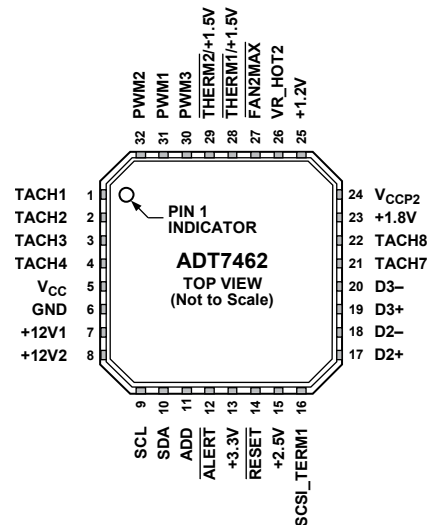 PWM2
PWM1
PWM3
THERM2/+1.5V
THERM1/+1.5V
FAN2MAX
VR_HOT2
+1.2V
32
31
30
29
28
27
26
25
TACH1 1
TACH2 2
TACH3 3
TACH4 4
VCC 5
GND 6
+12V1 7
+12V2 8
PIN 1
INDICATOR
ADT7462
TOP VIEW
(Not to Scale)
24 VCCP2
23 +1.8V
22 TACH8
21 TACH7
20 D3–
19 D3+
18 D2–
17 D2+
9
10
11
12
13
14
15
16
SCL
SDA
ADD
ALERT
+3.3V
RESET
+2.5V
SCSI_TERM1